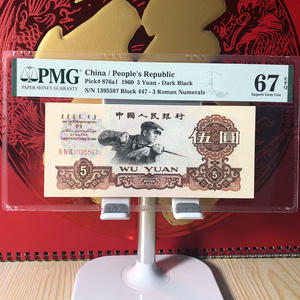 PMG
PAPER MONEY GUARANTY
China / People's Republic
Pick# 876a1 1960 5 Yuan - Dark Black
S/N 1395597 Block 447 - 3 Roman Numerals
67 EPQ
Superb Gem Unc
中國人民銀行
1395597
伍圓
5
WU YUAN
5